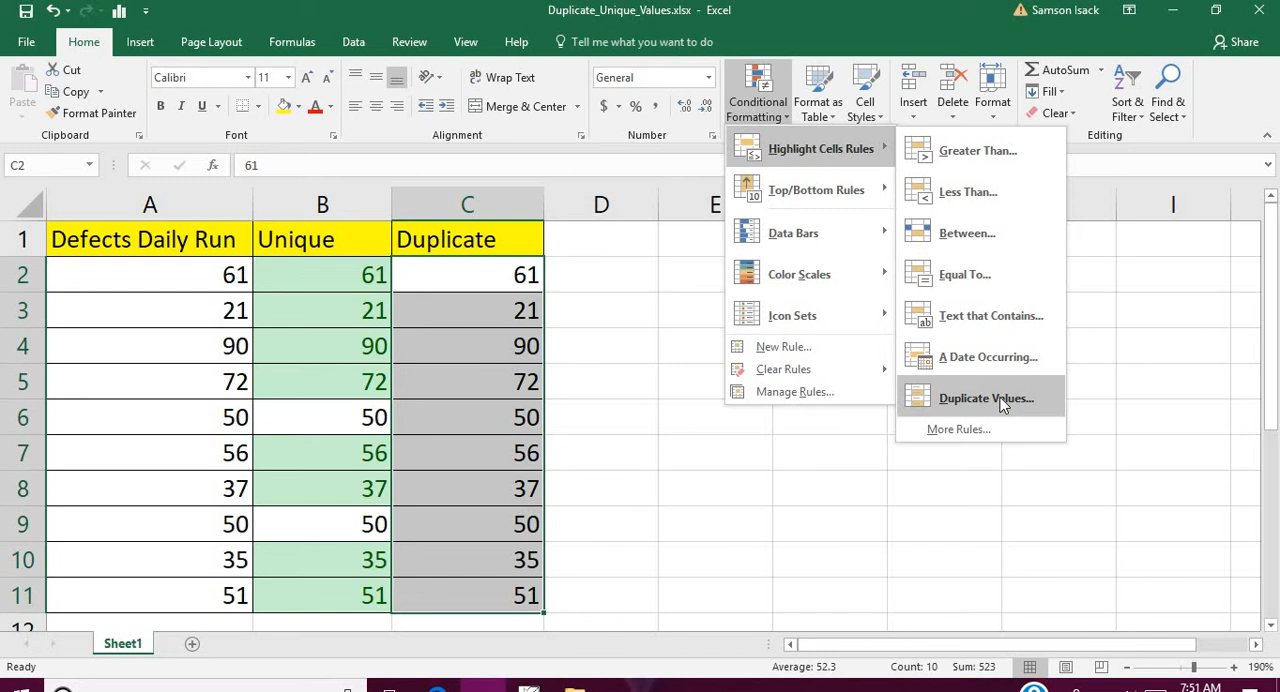 Duplicate_Unique_Values.xlsx - Excel
Samson Isack
File Home Insert Page Layout Formulas Data Review View Help Tell me what you want to do Share
Paste
Cut
Copy
Format Painter
Clipboard
Calibri 11
B I U
Font
Wrap Text
Merge & Center
Alignment
General
$ % ,
Number
Conditional Formatting
Format as Table
Cell Styles
Insert
Delete
Format
AutoSum
Fill
Clear
Sort & Filter
Find & Select
Editing
C2 fx 61
Highlight Cells Rules
Top/Bottom Rules
Data Bars
Color Scales
Icon Sets
New Rule...
Clear Rules
Manage Rules...
Greater Than...
Less Than...
Between...
Equal To...
Text that Contains...
A Date Occurring...
Duplicate Values...
More Rules...
A B C D E I
1 Defects Daily Run Unique Duplicate
2 61 61 61
3 21 21 21
4 90 90 90
5 72 72 72
6 50 50 50
7 56 56 56
8 37 37 37
9 50 50 50
10 35 35 35
11 51 51 51
12
Sheet1
Ready Average: 52.3 Count: 10 Sum: 523 190%
7:51 AM